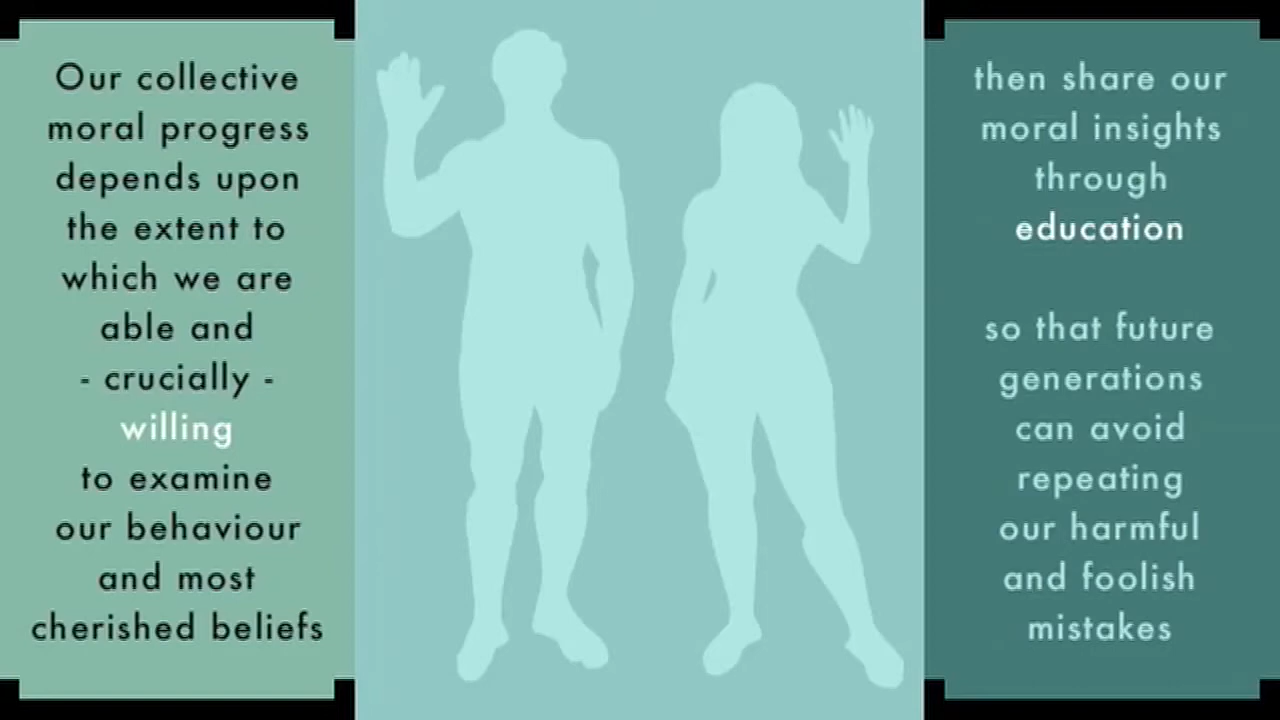 Our collective
moral progress
depends upon
the extent to
which we are
able and
- crucially -
willing
to examine
our behaviour
and most
cherished beliefs
then share our
moral insights
through
education
so that future
generations
can avoid
repeating
our harmful
and foolish
mistakes